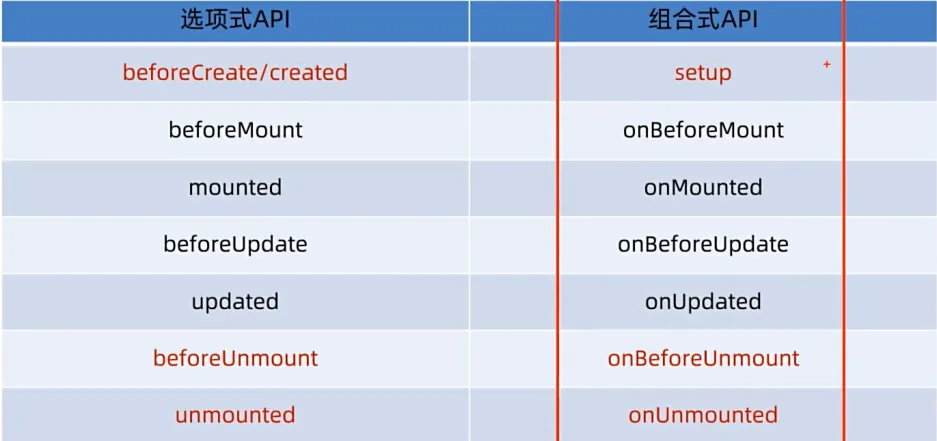 选项式API 组合式API
beforeCreate/created setup
beforeMount onBeforeMount
mounted onMounted
beforeUpdate onBeforeUpdate
updated onUpdated
beforeUnmount onBeforeUnmount
unmounted onUnmounted